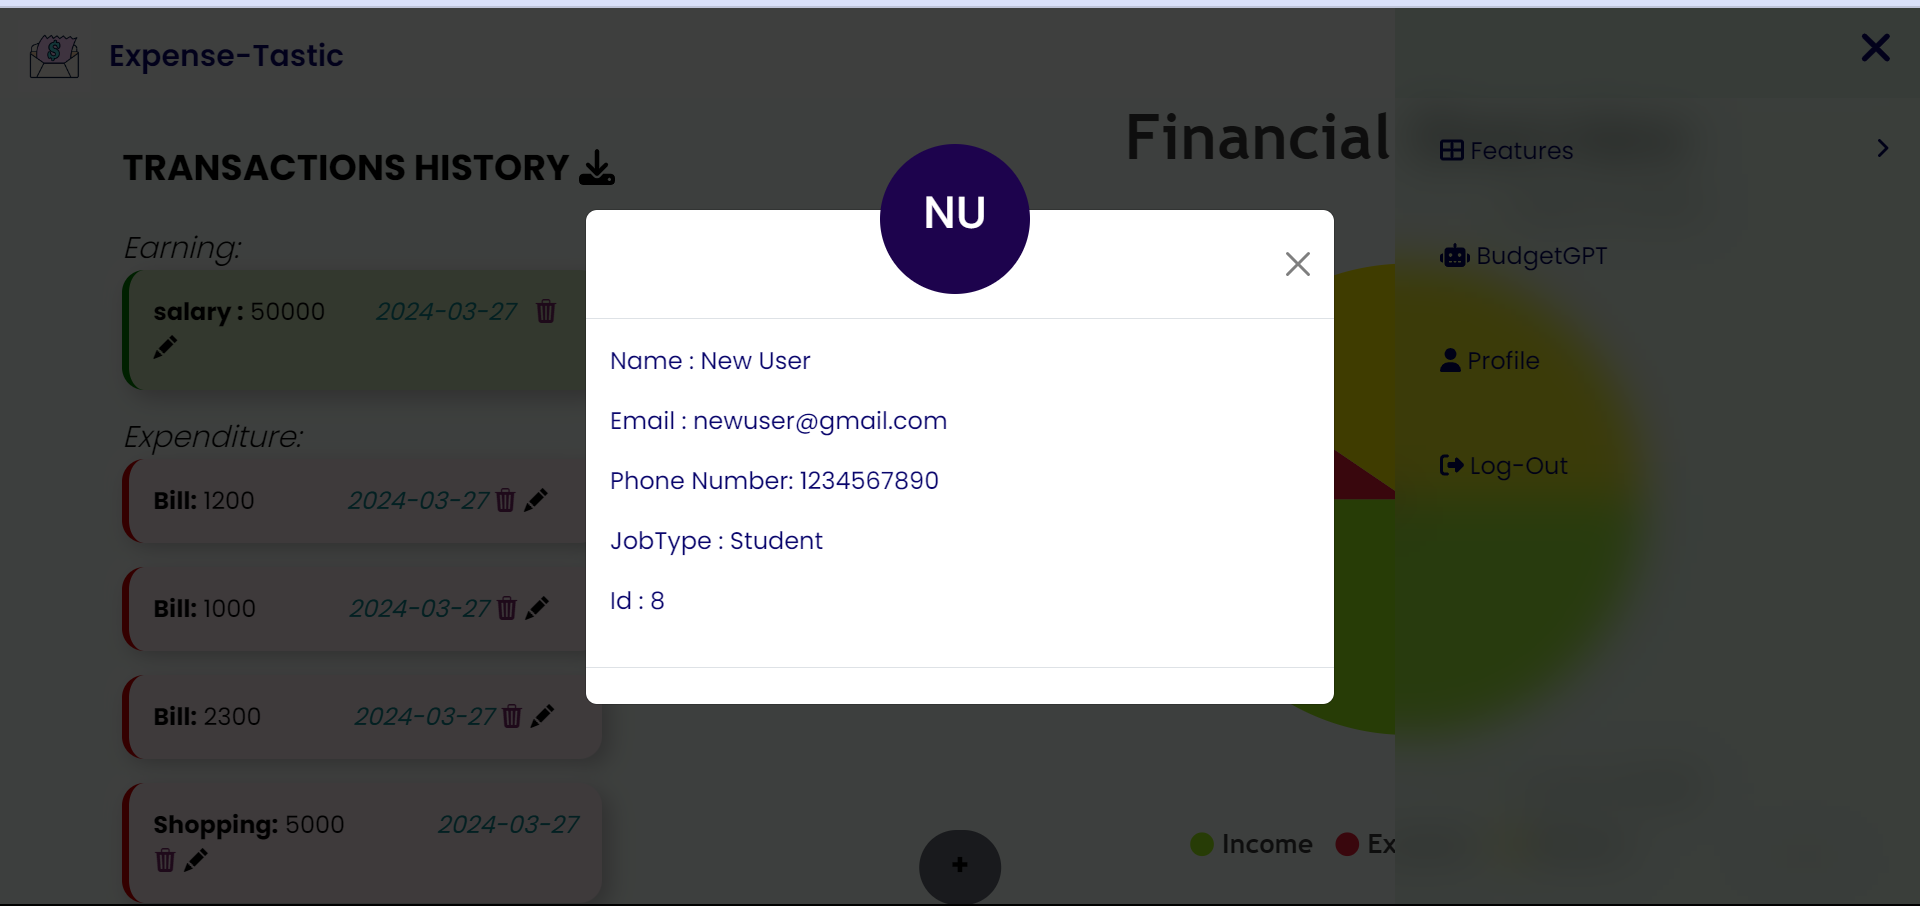 Expense-Tastic
Financial
TRANSACTIONS HISTORY
Earning:
salary : 50000 2024-03-27
Expenditure:
Bill: 1200 2024-03-27
Bill: 1000 2024-03-27
Bill: 2300 2024-03-27
Shopping: 5000 2024-03-27
NU
Name : New User
Email : newuser@gmail.com
Phone Number: 1234567890
JobType : Student
Id : 8
Features
BudgetGPT
Profile
Log-Out
+
Income Ex